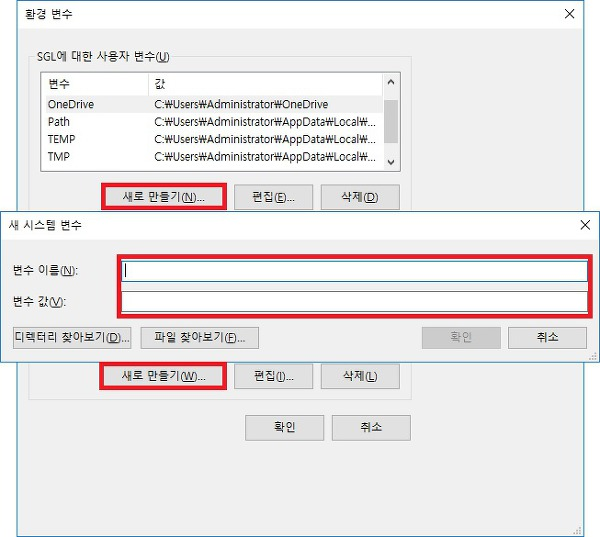 환경 변수
SGL에 대한 사용자 변수(U)
변수 값
OneDrive C:₩Users₩Administrator₩OneDrive
Path C:₩Users₩Administrator₩AppData₩Local₩...
TEMP C:₩Users₩Administrator₩AppData₩Local₩...
TMP C:₩Users₩Administrator₩AppData₩Local₩...
새로 만들기(N)... 편집(E)... 삭제(D)
새 시스템 변수
변수 이름(N):
변수 값(V):
디렉터리 찾아보기(D)... 파일 찾아보기(F)... 확인 취소
새로 만들기(W)... 편집(I)... 삭제(L)
확인 취소